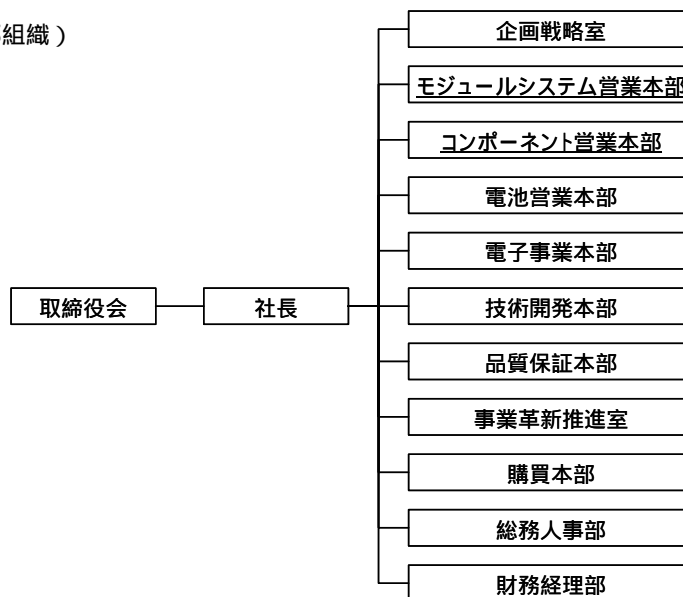 組織）
企画戦略室
モジュールシステム営業本部
コンポーネント営業本部
電池営業本部
電子事業本部
取締役会
社長
技術開発本部
品質保証本部
事業革新推進室
購買本部
総務人事部
財務経理部